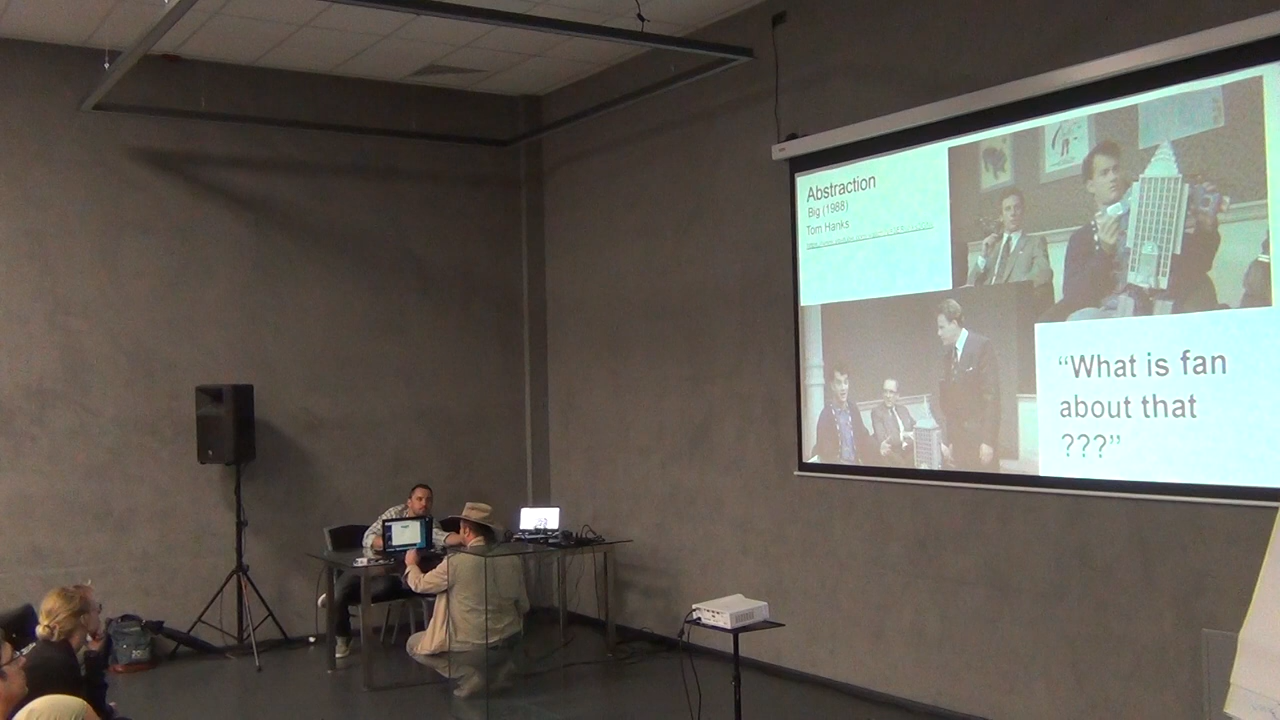 Abstraction
Big (1988)
Tom Hanks
“What is fan
about that
???”